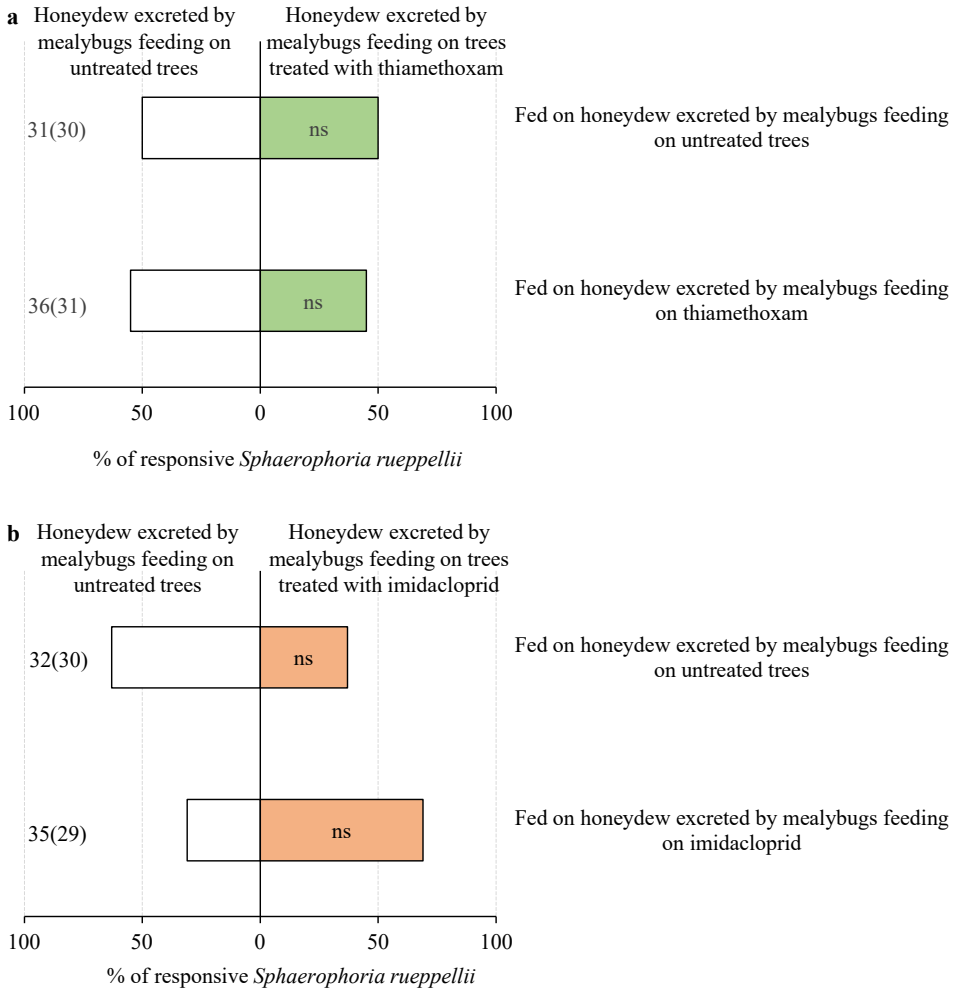 a
Honeydew excreted by
mealybugs feeding on
untreated trees
Honeydew excreted by
mealybugs feeding on trees
treated with thiamethoxam
31(30)
ns
Fed on honeydew excreted by mealybugs feeding
on untreated trees
36(31)
ns
Fed on honeydew excreted by mealybugs feeding
on thiamethoxam
100 50 0 50 100
% of responsive Sphaerophoria rueppellii
b
Honeydew excreted by
mealybugs feeding on
untreated trees
Honeydew excreted by
mealybugs feeding on trees
treated with imidacloprid
32(30)
ns
Fed on honeydew excreted by mealybugs feeding
on untreated trees
35(29)
ns
Fed on honeydew excreted by mealybugs feeding
on imidacloprid
100 50 0 50 100
% of responsive Sphaerophoria rueppellii